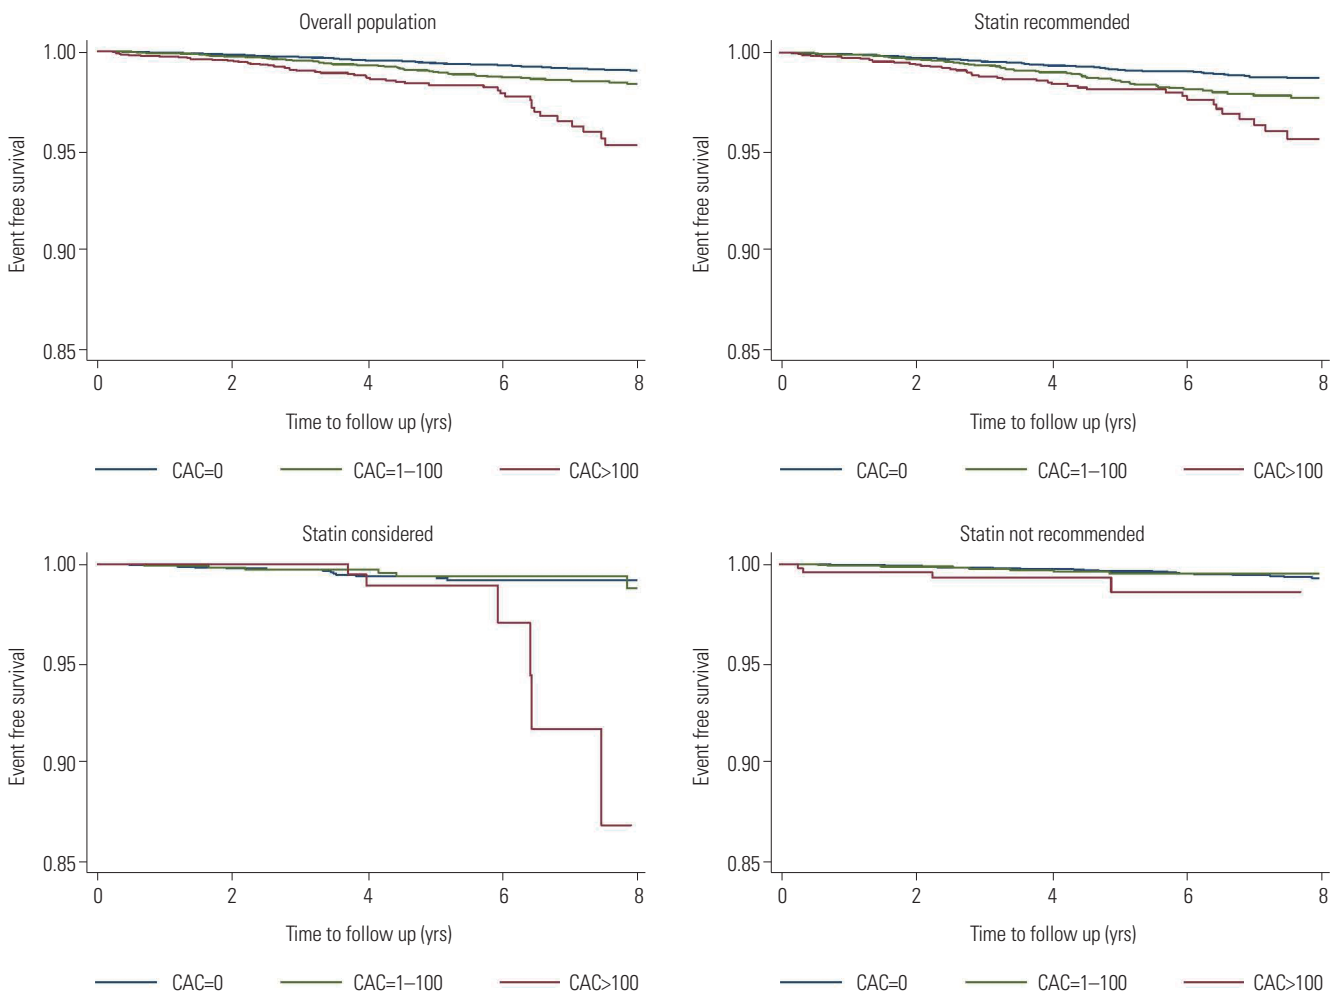 Overall population
1.00
0.95
0.90
0.85
Event free survival
0 2 4 6 8
Time to follow up (yrs)
CAC=0 CAC=1–100 CAC>100
Statin recommended
1.00
0.95
0.90
0.85
Event free survival
0 2 4 6 8
Time to follow up (yrs)
CAC=0 CAC=1–100 CAC>100
Statin considered
1.00
0.95
0.90
0.85
Event free survival
0 2 4 6 8
Time to follow up (yrs)
CAC=0 CAC=1–100 CAC>100
Statin not recommended
1.00
0.95
0.90
0.85
Event free survival
0 2 4 6 8
Time to follow up (yrs)
CAC=0 CAC=1–100 CAC>100